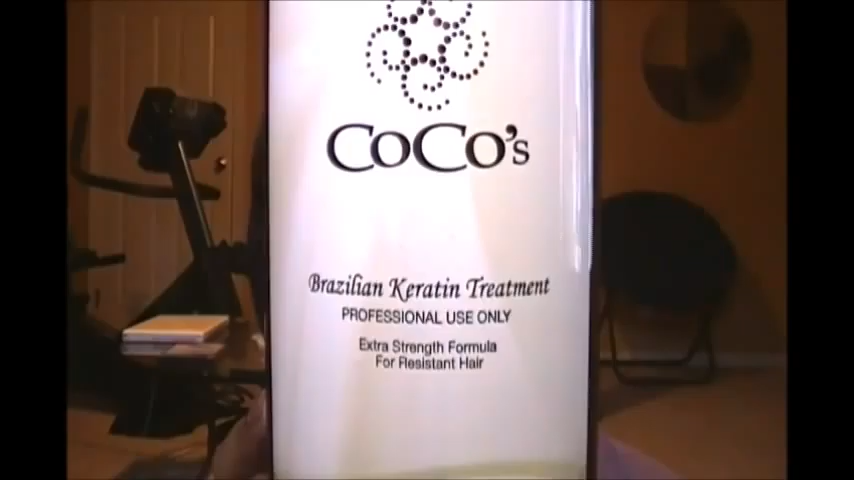 CoCo's
Brazilian Keratin Treatment
PROFESSIONAL USE ONLY
Extra Strength Formula
For Resistant Hair